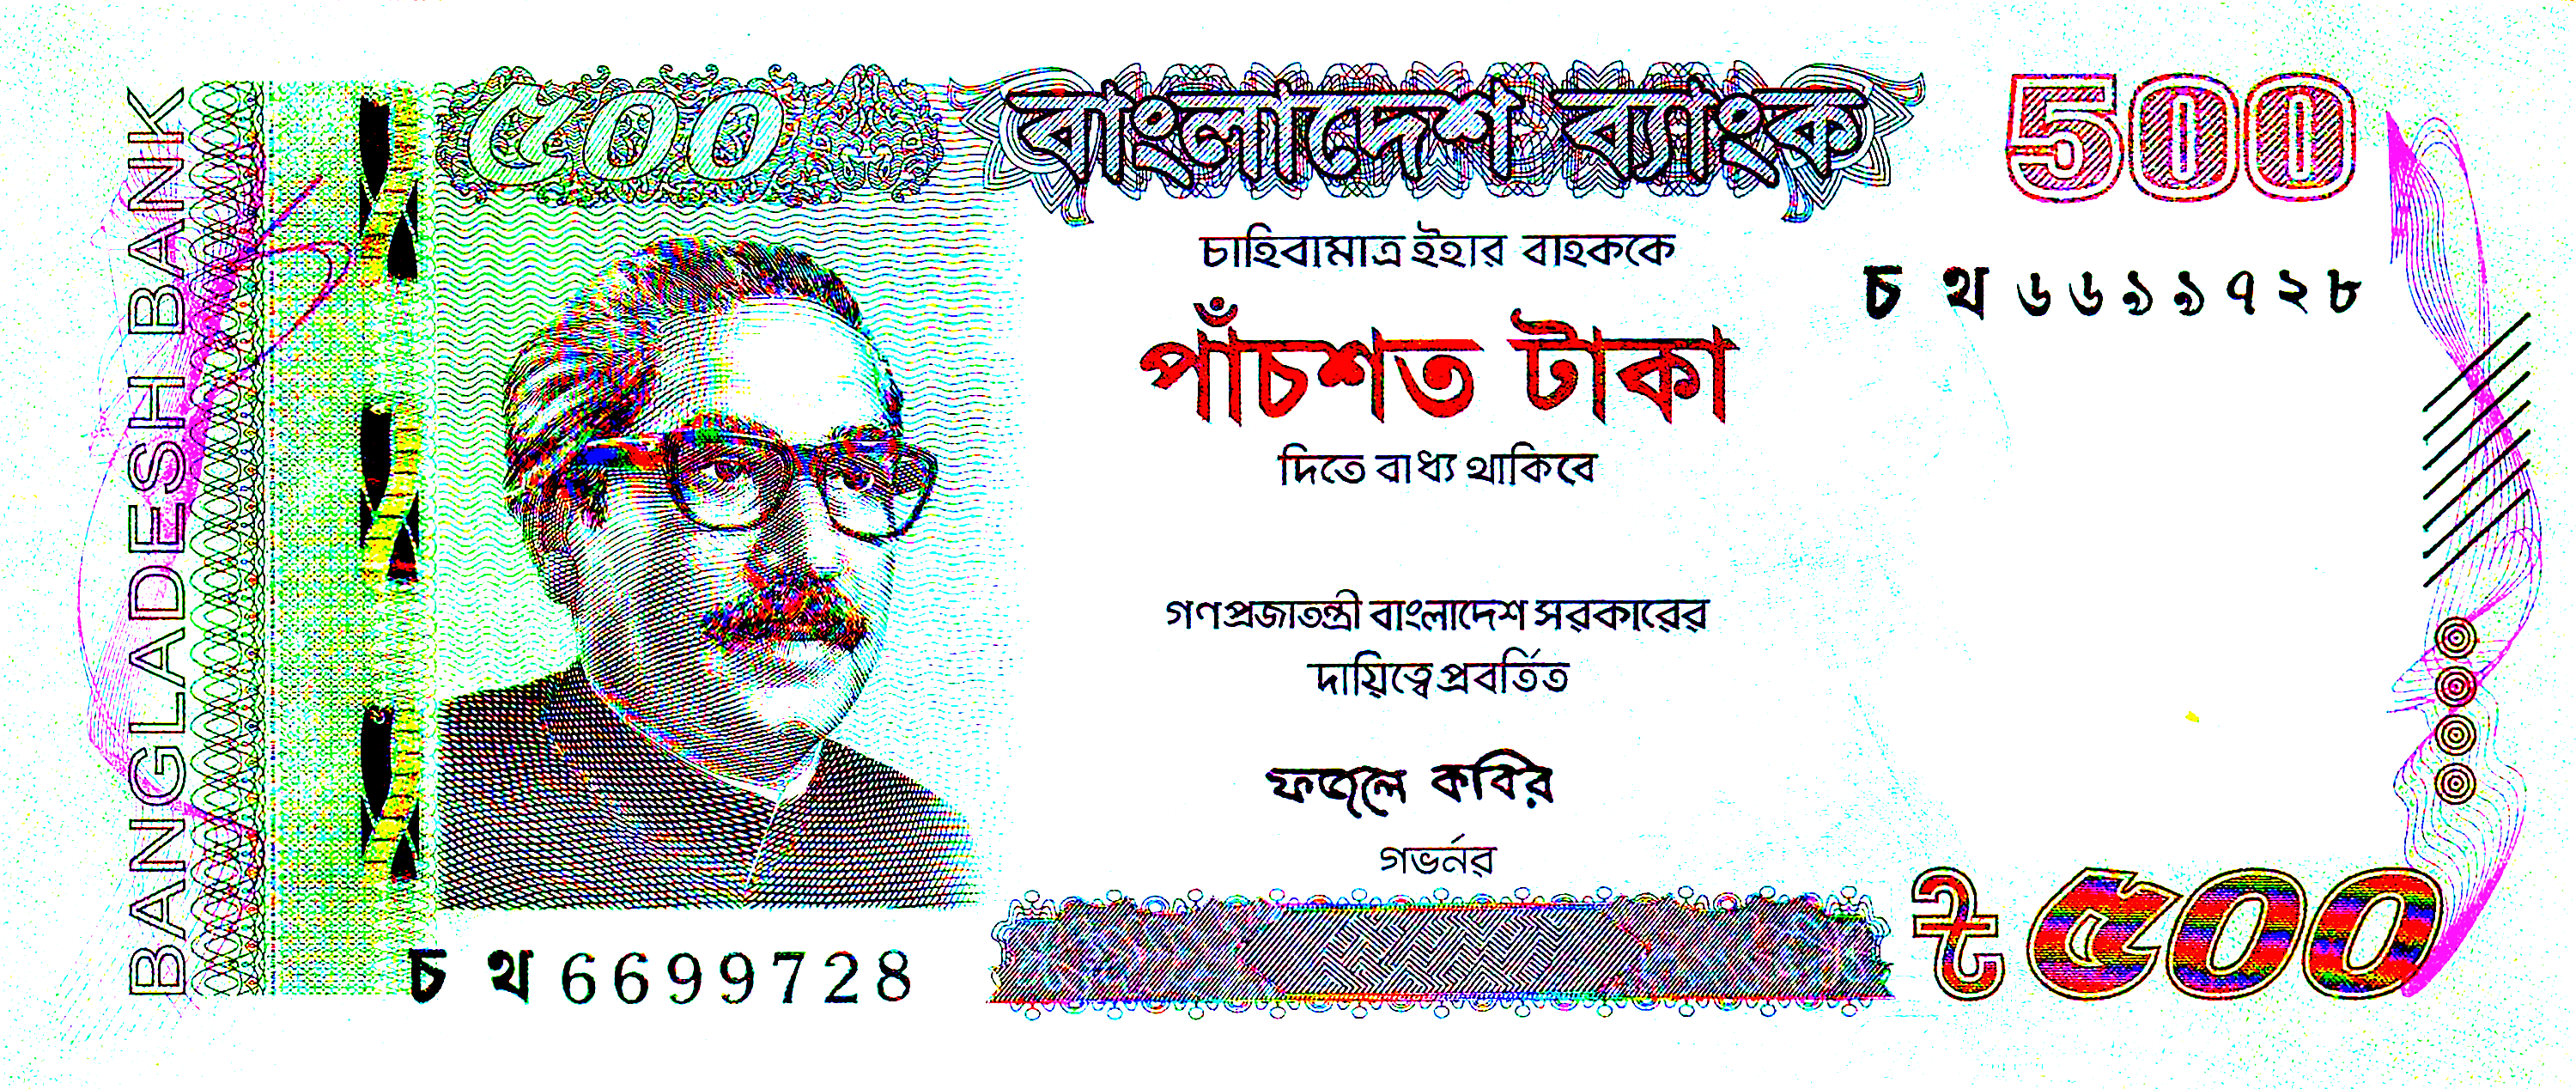 BANGLADESH BANK
৫০০
বাংলাদেশ ব্যাংক
500
চাহিবামাত্র ইহার বাহককে
চ থ ৬৬৯৯৭২৮
পাঁচশত টাকা
দিতে বাধ্য থাকিবে
গণপ্রজাতন্ত্রী বাংলাদেশ সরকারের
দায়িত্বে প্রবর্তিত
ফজলে কবির
গভর্নর
চ থ 6699728
৳ ৫০০